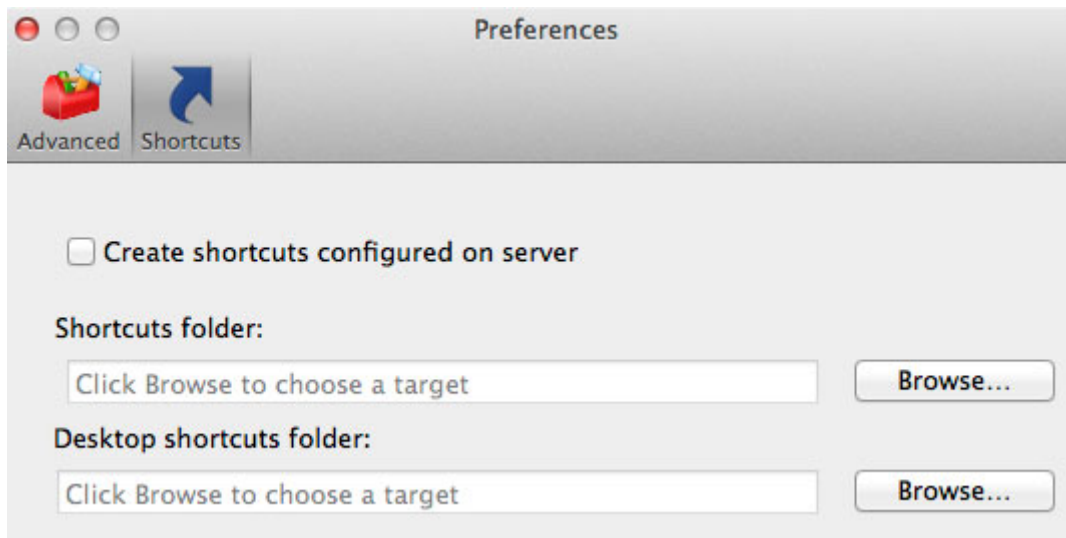 Preferences
Advanced Shortcuts
Create shortcuts configured on server
Shortcuts folder:
Click Browse to choose a target Browse...
Desktop shortcuts folder:
Click Browse to choose a target Browse...